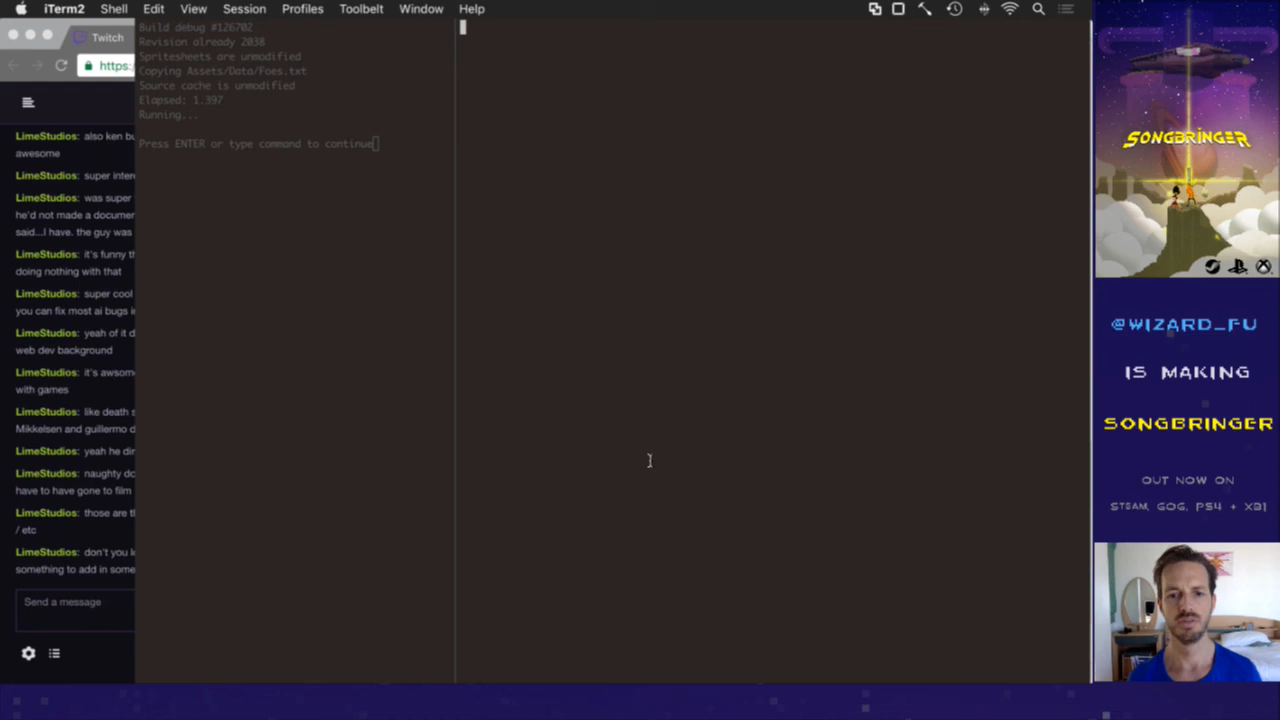 iTerm2 Shell Edit View Session Profiles Toolbelt Window Help
Twitch
https:
LimeStudios: also ken bu
awesome
LimeStudios: super inter
LimeStudios: was super
he'd not made a documen
said...I have. the guy was
LimeStudios: it's funny th
doing nothing with that
LimeStudios: super cool
you can fix most ai bugs i
LimeStudios: yeah of it d
web dev background
LimeStudios: it's awsom
with games
LimeStudios: like death s
Mikkelsen and guillermo d
LimeStudios: yeah he dir
LimeStudios: naughty do
have to have gone to film
LimeStudios: those are th
/ etc
LimeStudios: don't you l
something to add in some
Send a message
Build debug #126702
Revision already 2038
Spritesheets are unmodified
Copying Assets/Data/Foes.txt
Source cache is unmodified
Elapsed: 1.397
Running...
Press ENTER or type command to continue
SONGBRINGER
@WIZARD_FU
IS MAKING
SONGBRINGER
OUT NOW ON
STEAM, GOG, PS4 + XB1